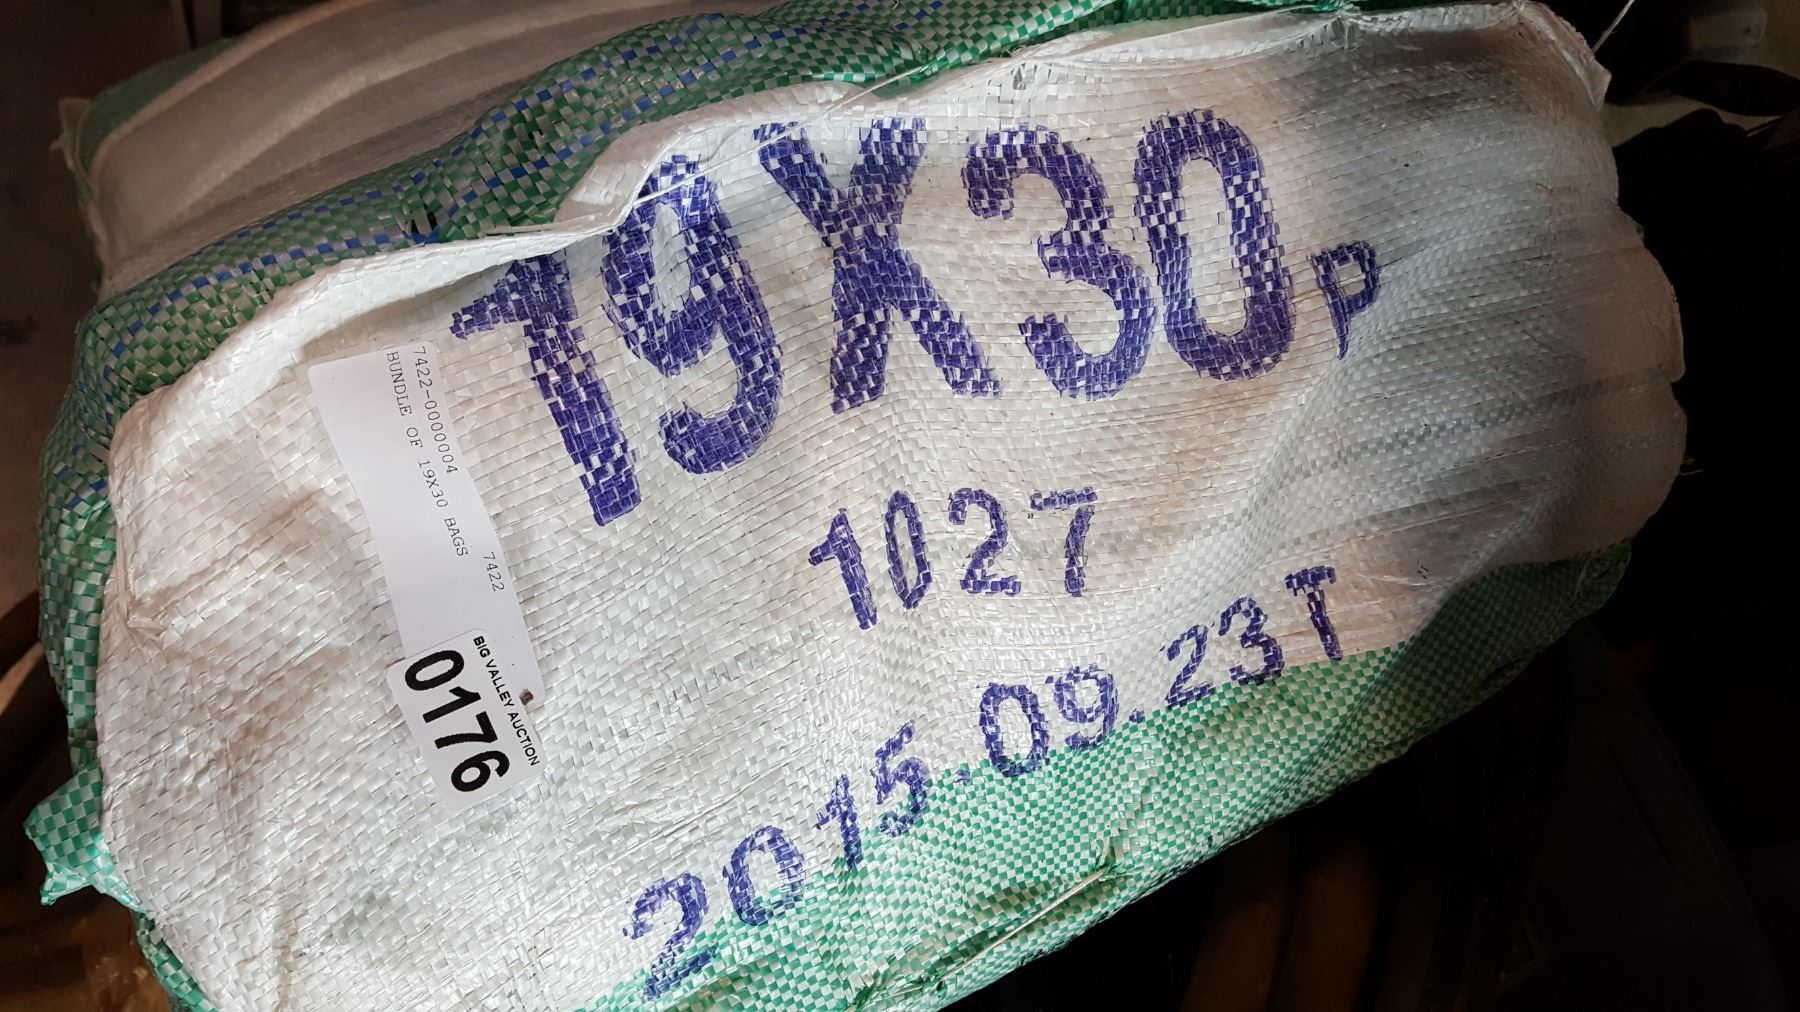 19X30P
1027
2015.09.23T
7422-0000004 7422
BUNDLE OF 19X30 BAGS
BIG VALLEY AUCTION
0176